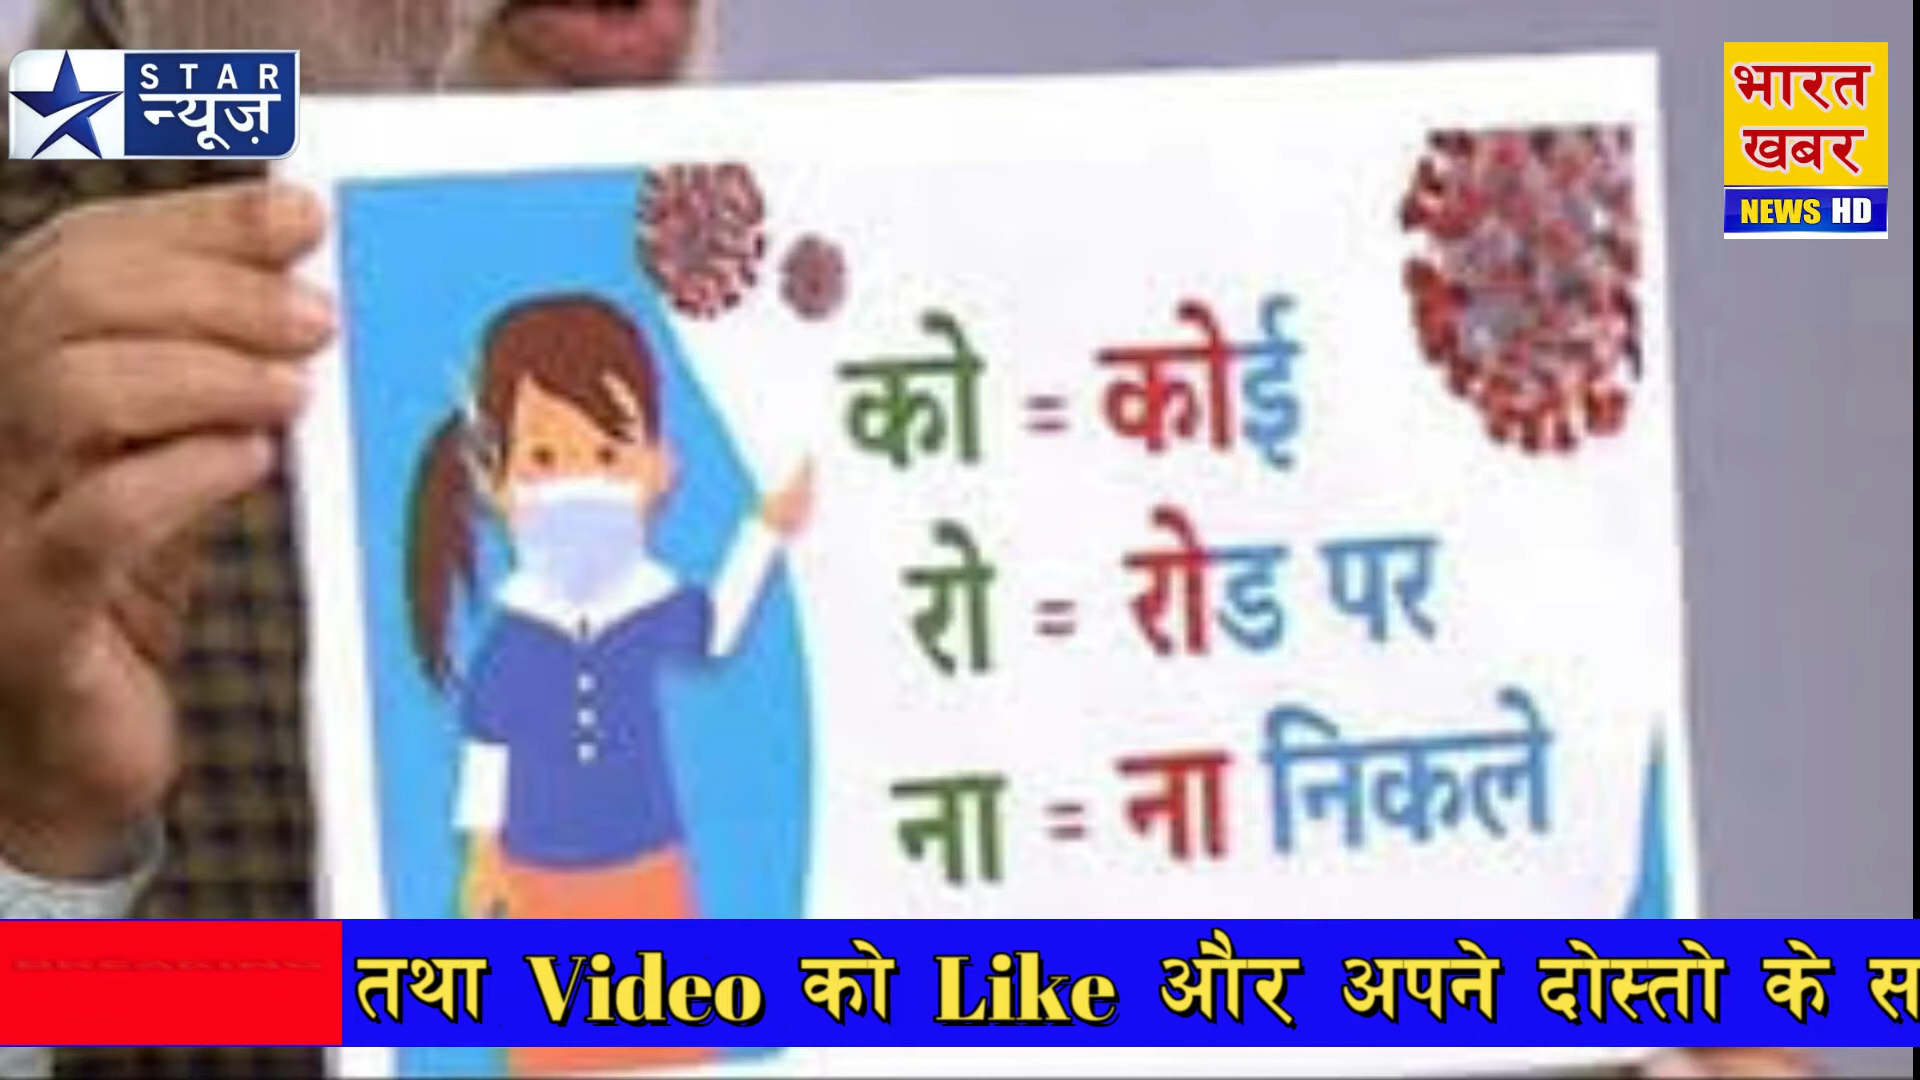 STAR
न्यूज़
भारत
खबर
NEWS HD
को = कोई
रो = रोड पर
ना = ना निकले
तथा Video को Like और अपने दोस्तो के स